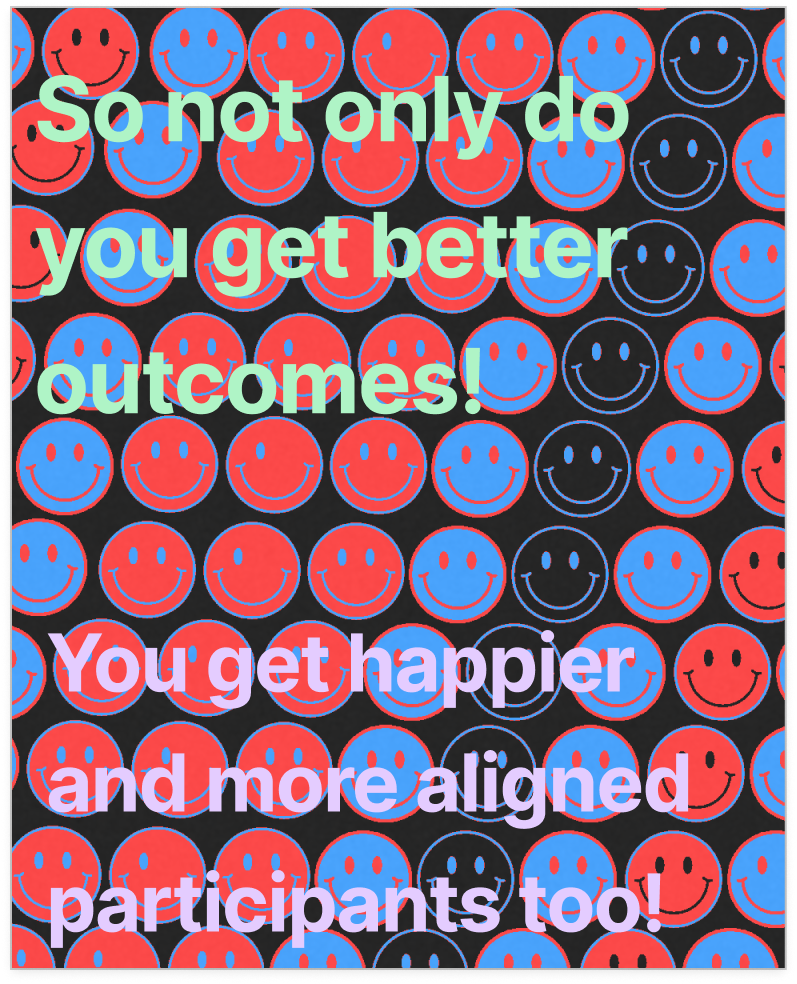 So not only do
you get better
outcomes!
You get happier
and more aligned
participants too!